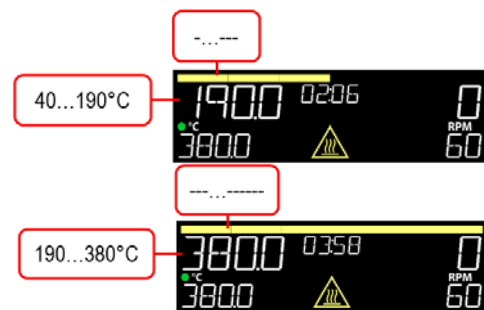 -...---
40...190°C
190.0 02:06 0
°C RPM
380.0 60
---...------
190...380°C
380.0 03:58 0
°C RPM
380.0 60